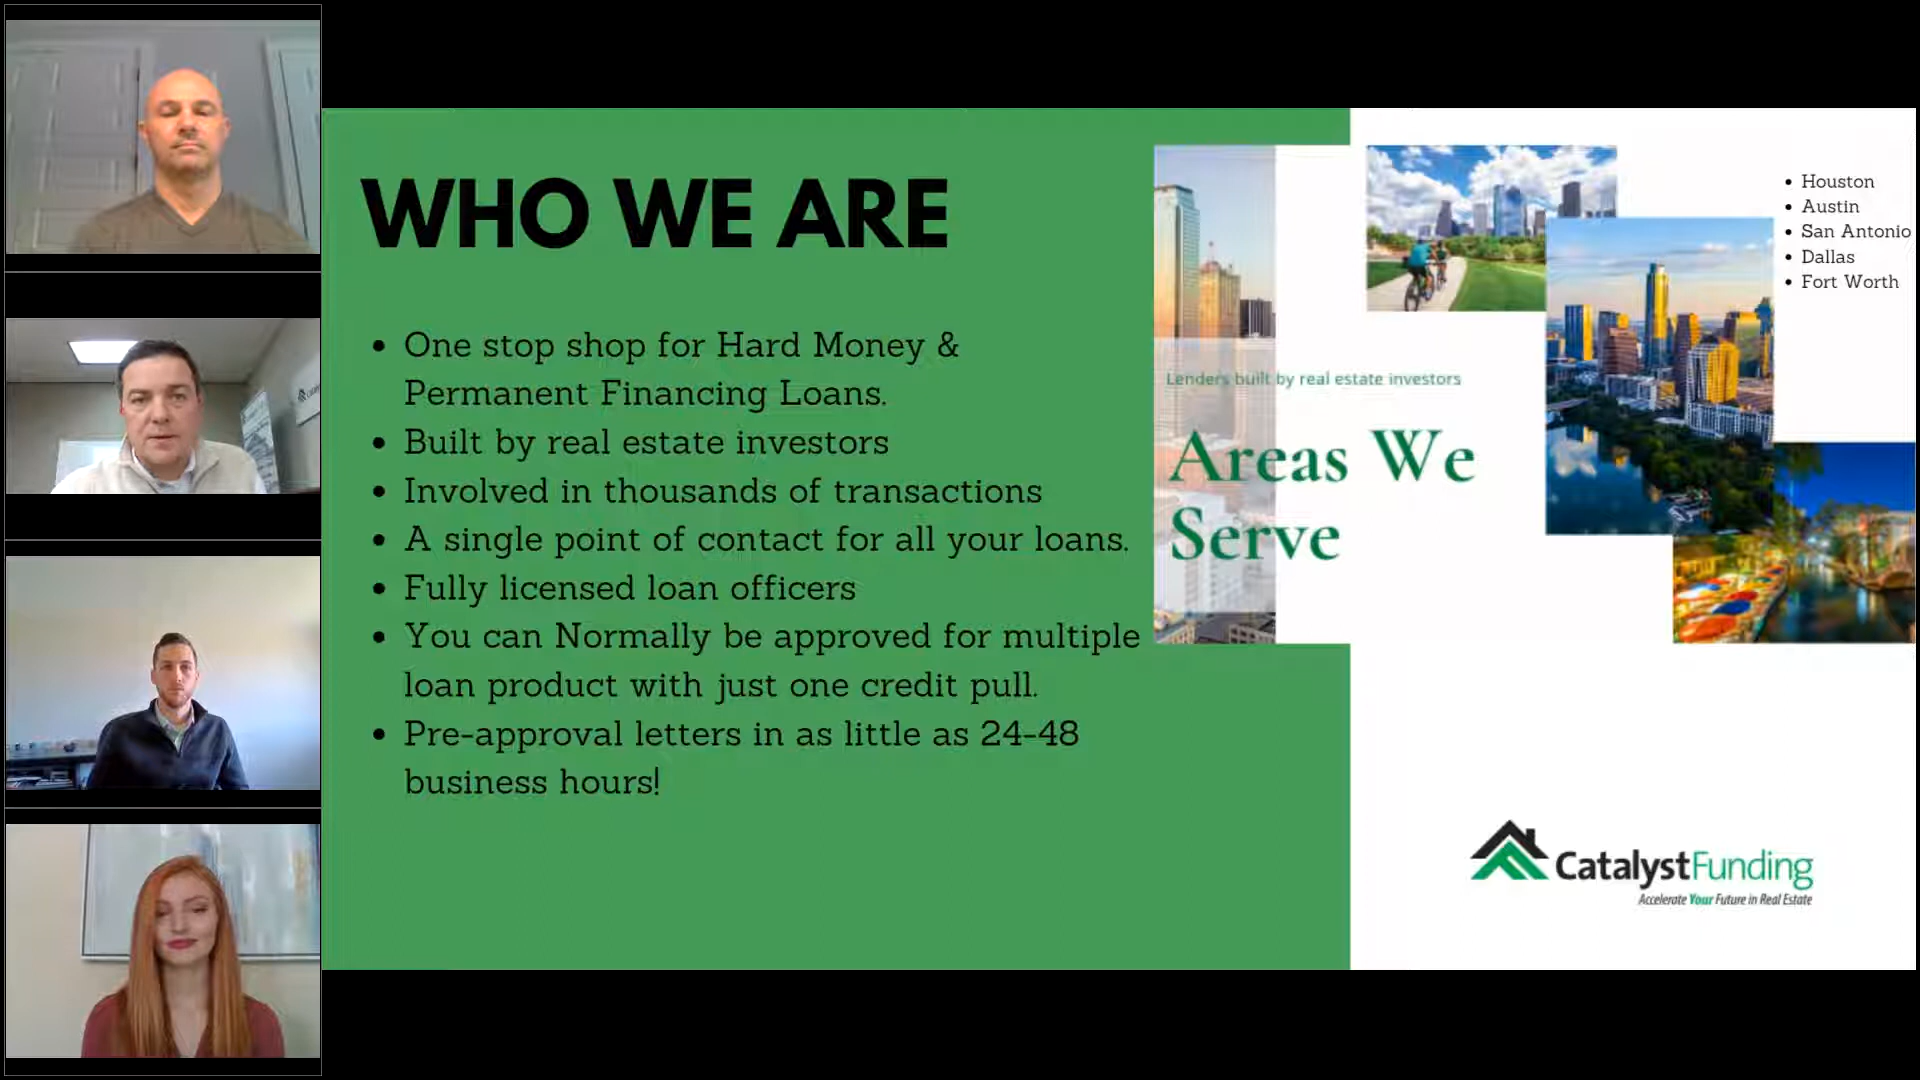 WHO WE ARE
• One stop shop for Hard Money &
Permanent Financing Loans.
• Built by real estate investors
• Involved in thousands of transactions
• A single point of contact for all your loans.
• Fully licensed loan officers
• You can Normally be approved for multiple
loan product with just one credit pull.
• Pre-approval letters in as little as 24-48
business hours!
Lenders built by real estate investors
Areas We
Serve
• Houston
• Austin
• San Antonio
• Dallas
• Fort Worth
CatalystFunding
Accelerate Your Future in Real Estate